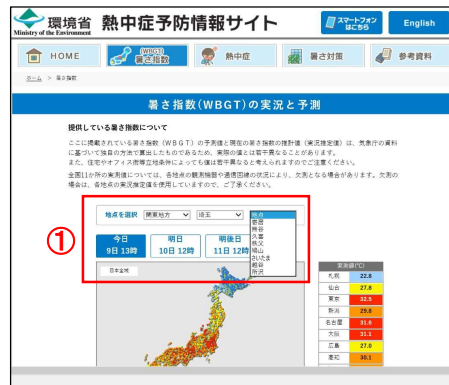 環境省
Ministry of the Environment
熱中症予防情報サイト
スマートフォン
はこちら
English
HOME
(WBGT)
暑さ指数
熱中症
暑さ対策
参考資料
ホーム > 暑さ指数
暑さ指数(WBGT)の実況と予測
提供している暑さ指数について
ここに掲載されている暑さ指数(WBGT)の予測値と現在の暑さ指数の推計値(実況推定値)は、気象庁の資料
に基づいて独自の方法で算出したものであるため、実際の値とは若干異なることがあります。
また、住宅やオフィス街等立地条件によっても値は若干異なると考えられますのでご注意ください。
全国11か所の実測値については、各地点の観測機器や通信回線の状況により、欠測となる場合があります。欠測の
場合は、各地点の実況推定値を使用していますので、ご了承ください。
①
地点を選択
関東地方
埼玉
地点
寄居
熊谷
久喜
秩父
鳩山
さいたま
越谷
所沢
今日
9日 13時
明日
10日 12時
明後日
11日 12時
日本全域
実測値(℃)
札幌 22.8
仙台 27.8
東京 32.5
新潟 29.8
名古屋 31.6
大阪 31.1
広島 27.0
高知 30.1